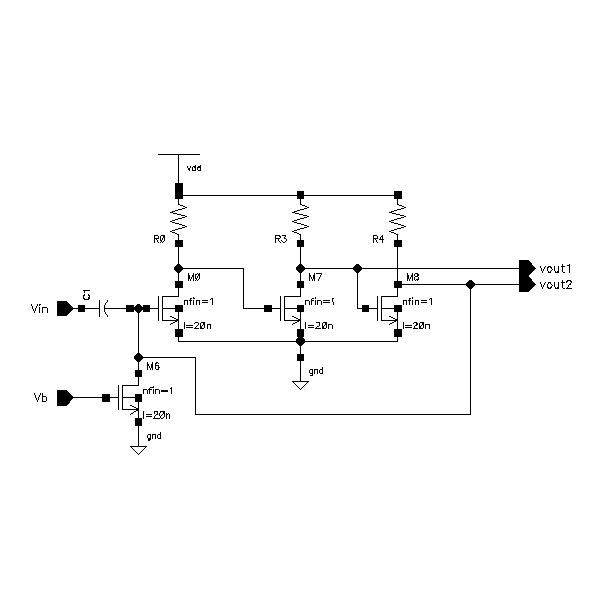 vdd
R0 R3 R4
vout1
M0 M7 M8
vout2
C1
Vin nfin=1 nfin=1 nfin=1
l=20n l=20n l=20n
M6 gnd
Vb nfin=1
l=20n
gnd